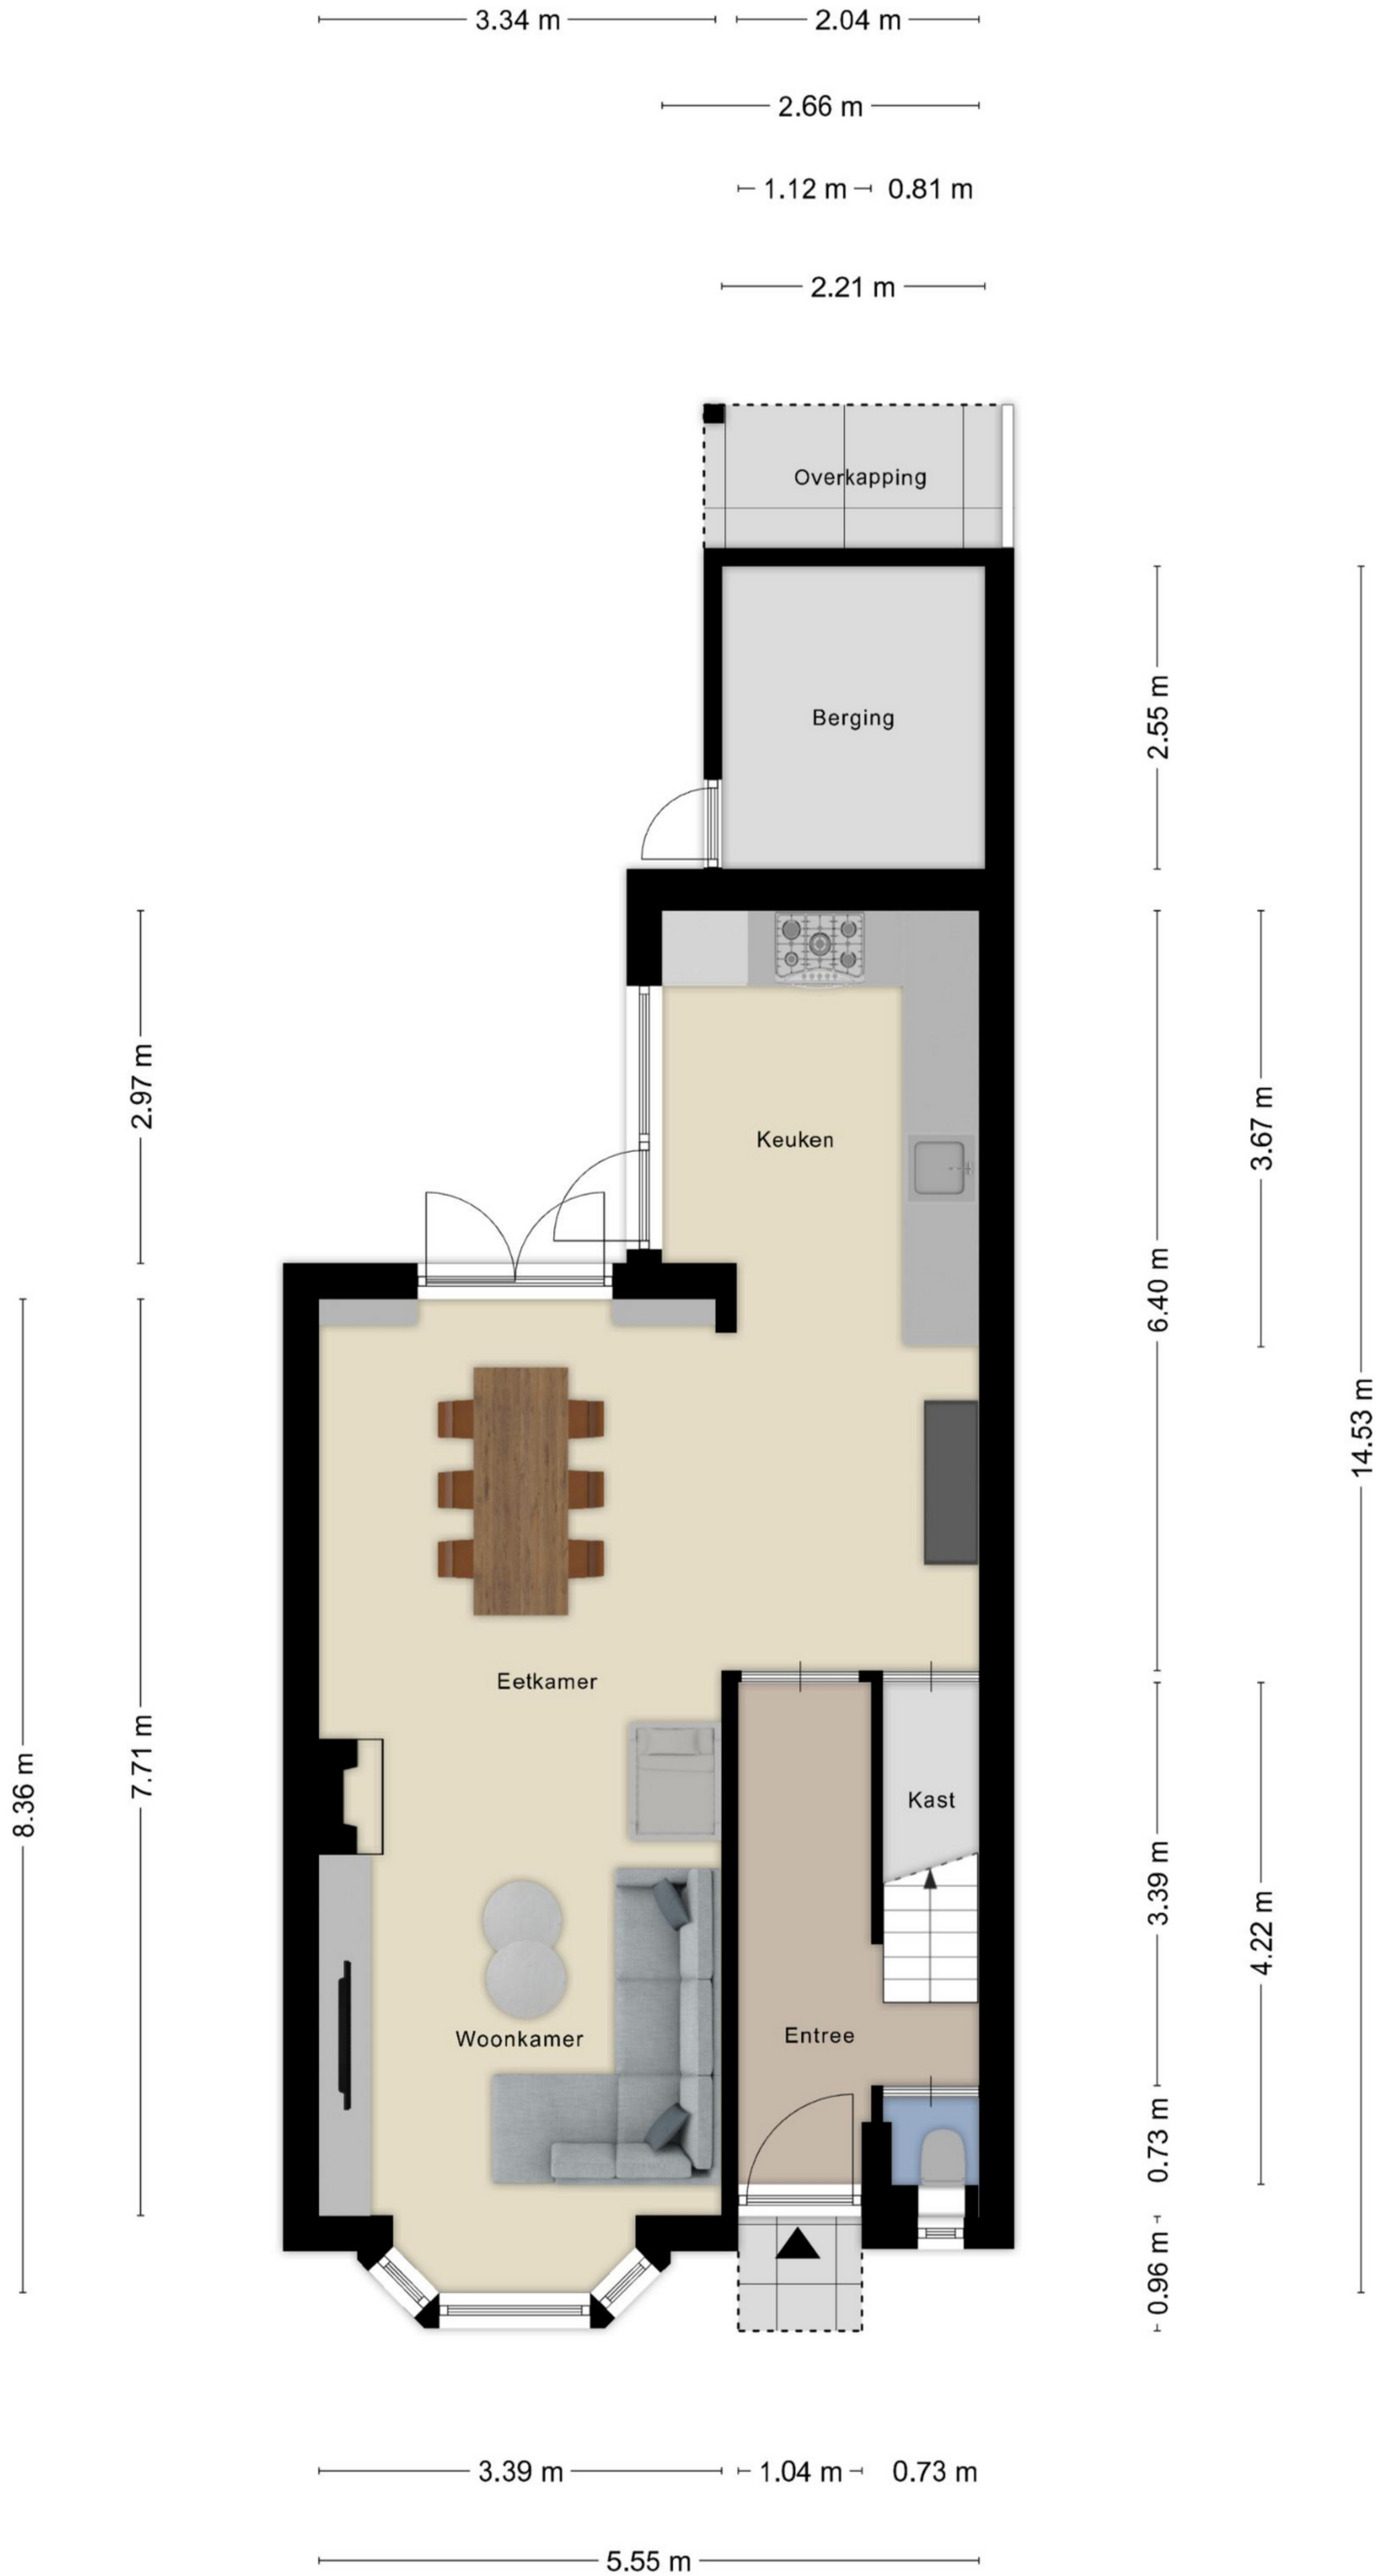 3.34 m
2.04 m
2.66 m
1.12 m
0.81 m
2.21 m
Overkapping
Berging
2.55 m
2.97 m
Keuken
3.67 m
6.40 m
14.53 m
Eetkamer
7.71 m
8.36 m
Kast
3.39 m
4.22 m
Woonkamer
Entree
0.73 m
0.96 m
3.39 m
1.04 m
0.73 m
5.55 m